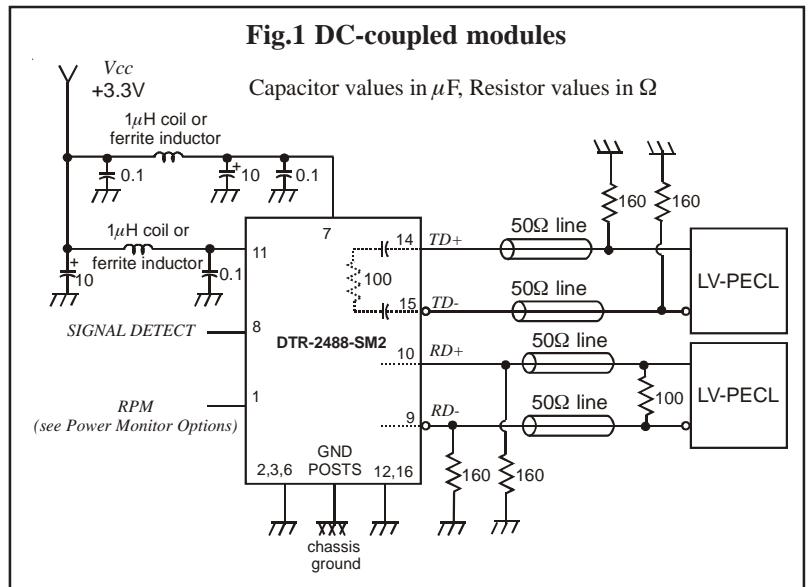 Fig.1 DC-coupled modules
Vcc
+3.3V
Capacitor values in μF, Resistor values in Ω
1μH coil or
ferrite inductor
0.1
+
10
0.1
1μH coil or
ferrite inductor
+
10
0.1
7
11
14
TD+
50Ω line
160
160
LV-PECL
100
15
TD-
50Ω line
SIGNAL DETECT
8
DTR-2488-SM2
10
RD+
50Ω line
100
LV-PECL
RPM
1
(see Power Monitor Options)
9
RD-
50Ω line
160
160
GND
POSTS
2,3,6
12,16
chassis
ground